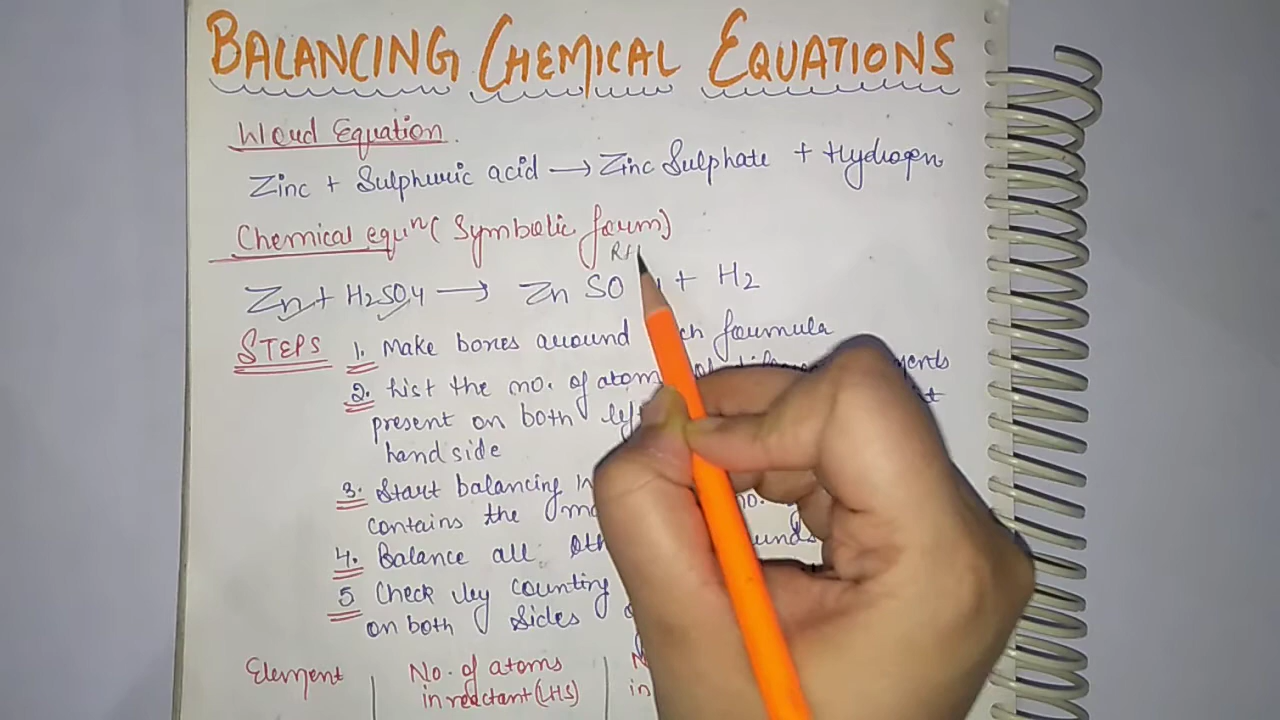 BALANCING CHEMICAL EQUATIONS
Word Equation
Zinc + Sulphuric acid → Zinc Sulphate + Hydrogen
Chemical equⁿ ( Symbolic form)
Zn + H2SO4 → Zn SO + H2
STEPS 1. Make boxes around formula
2. List the no. of atom
present on both
hand side
3. Start balancing
contains the
4. Balance all
5 Check by counting
on both sides
Element No. of atoms
in reactant (LHS) in